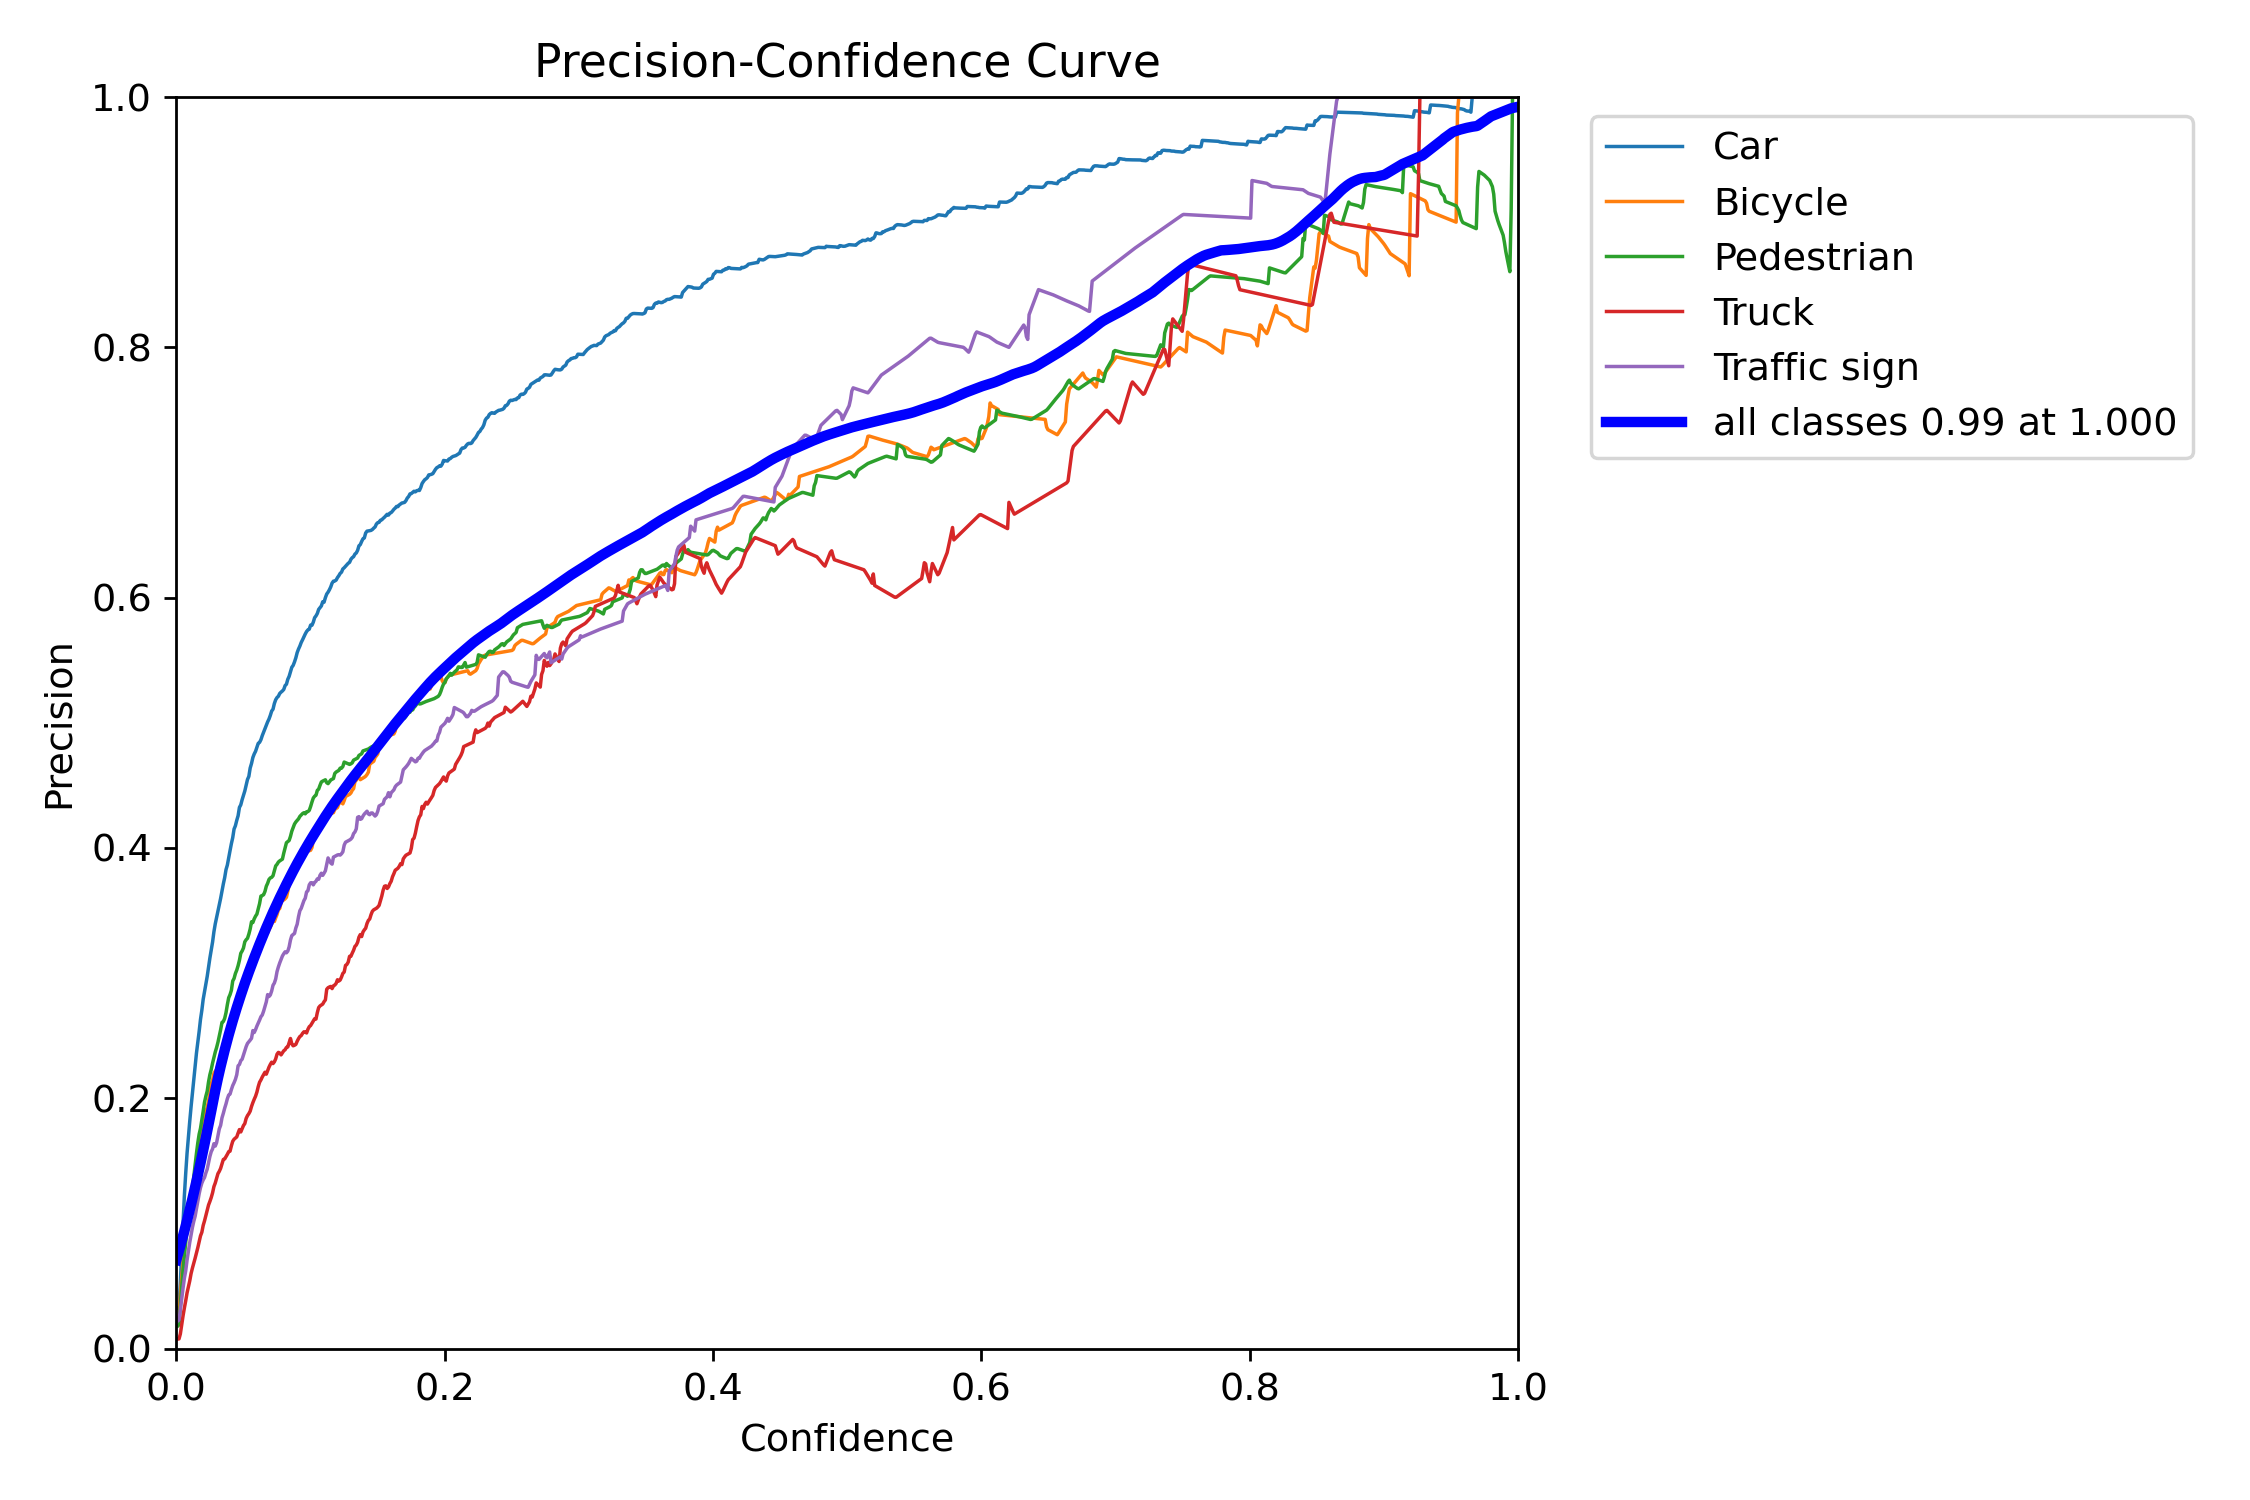 Precision-Confidence Curve
1.0
0.8
0.6
0.4
0.2
0.0
Precision
0.0 0.2 0.4 0.6 0.8 1.0
Confidence
Car
Bicycle
Pedestrian
Truck
Traffic sign
all classes 0.99 at 1.000